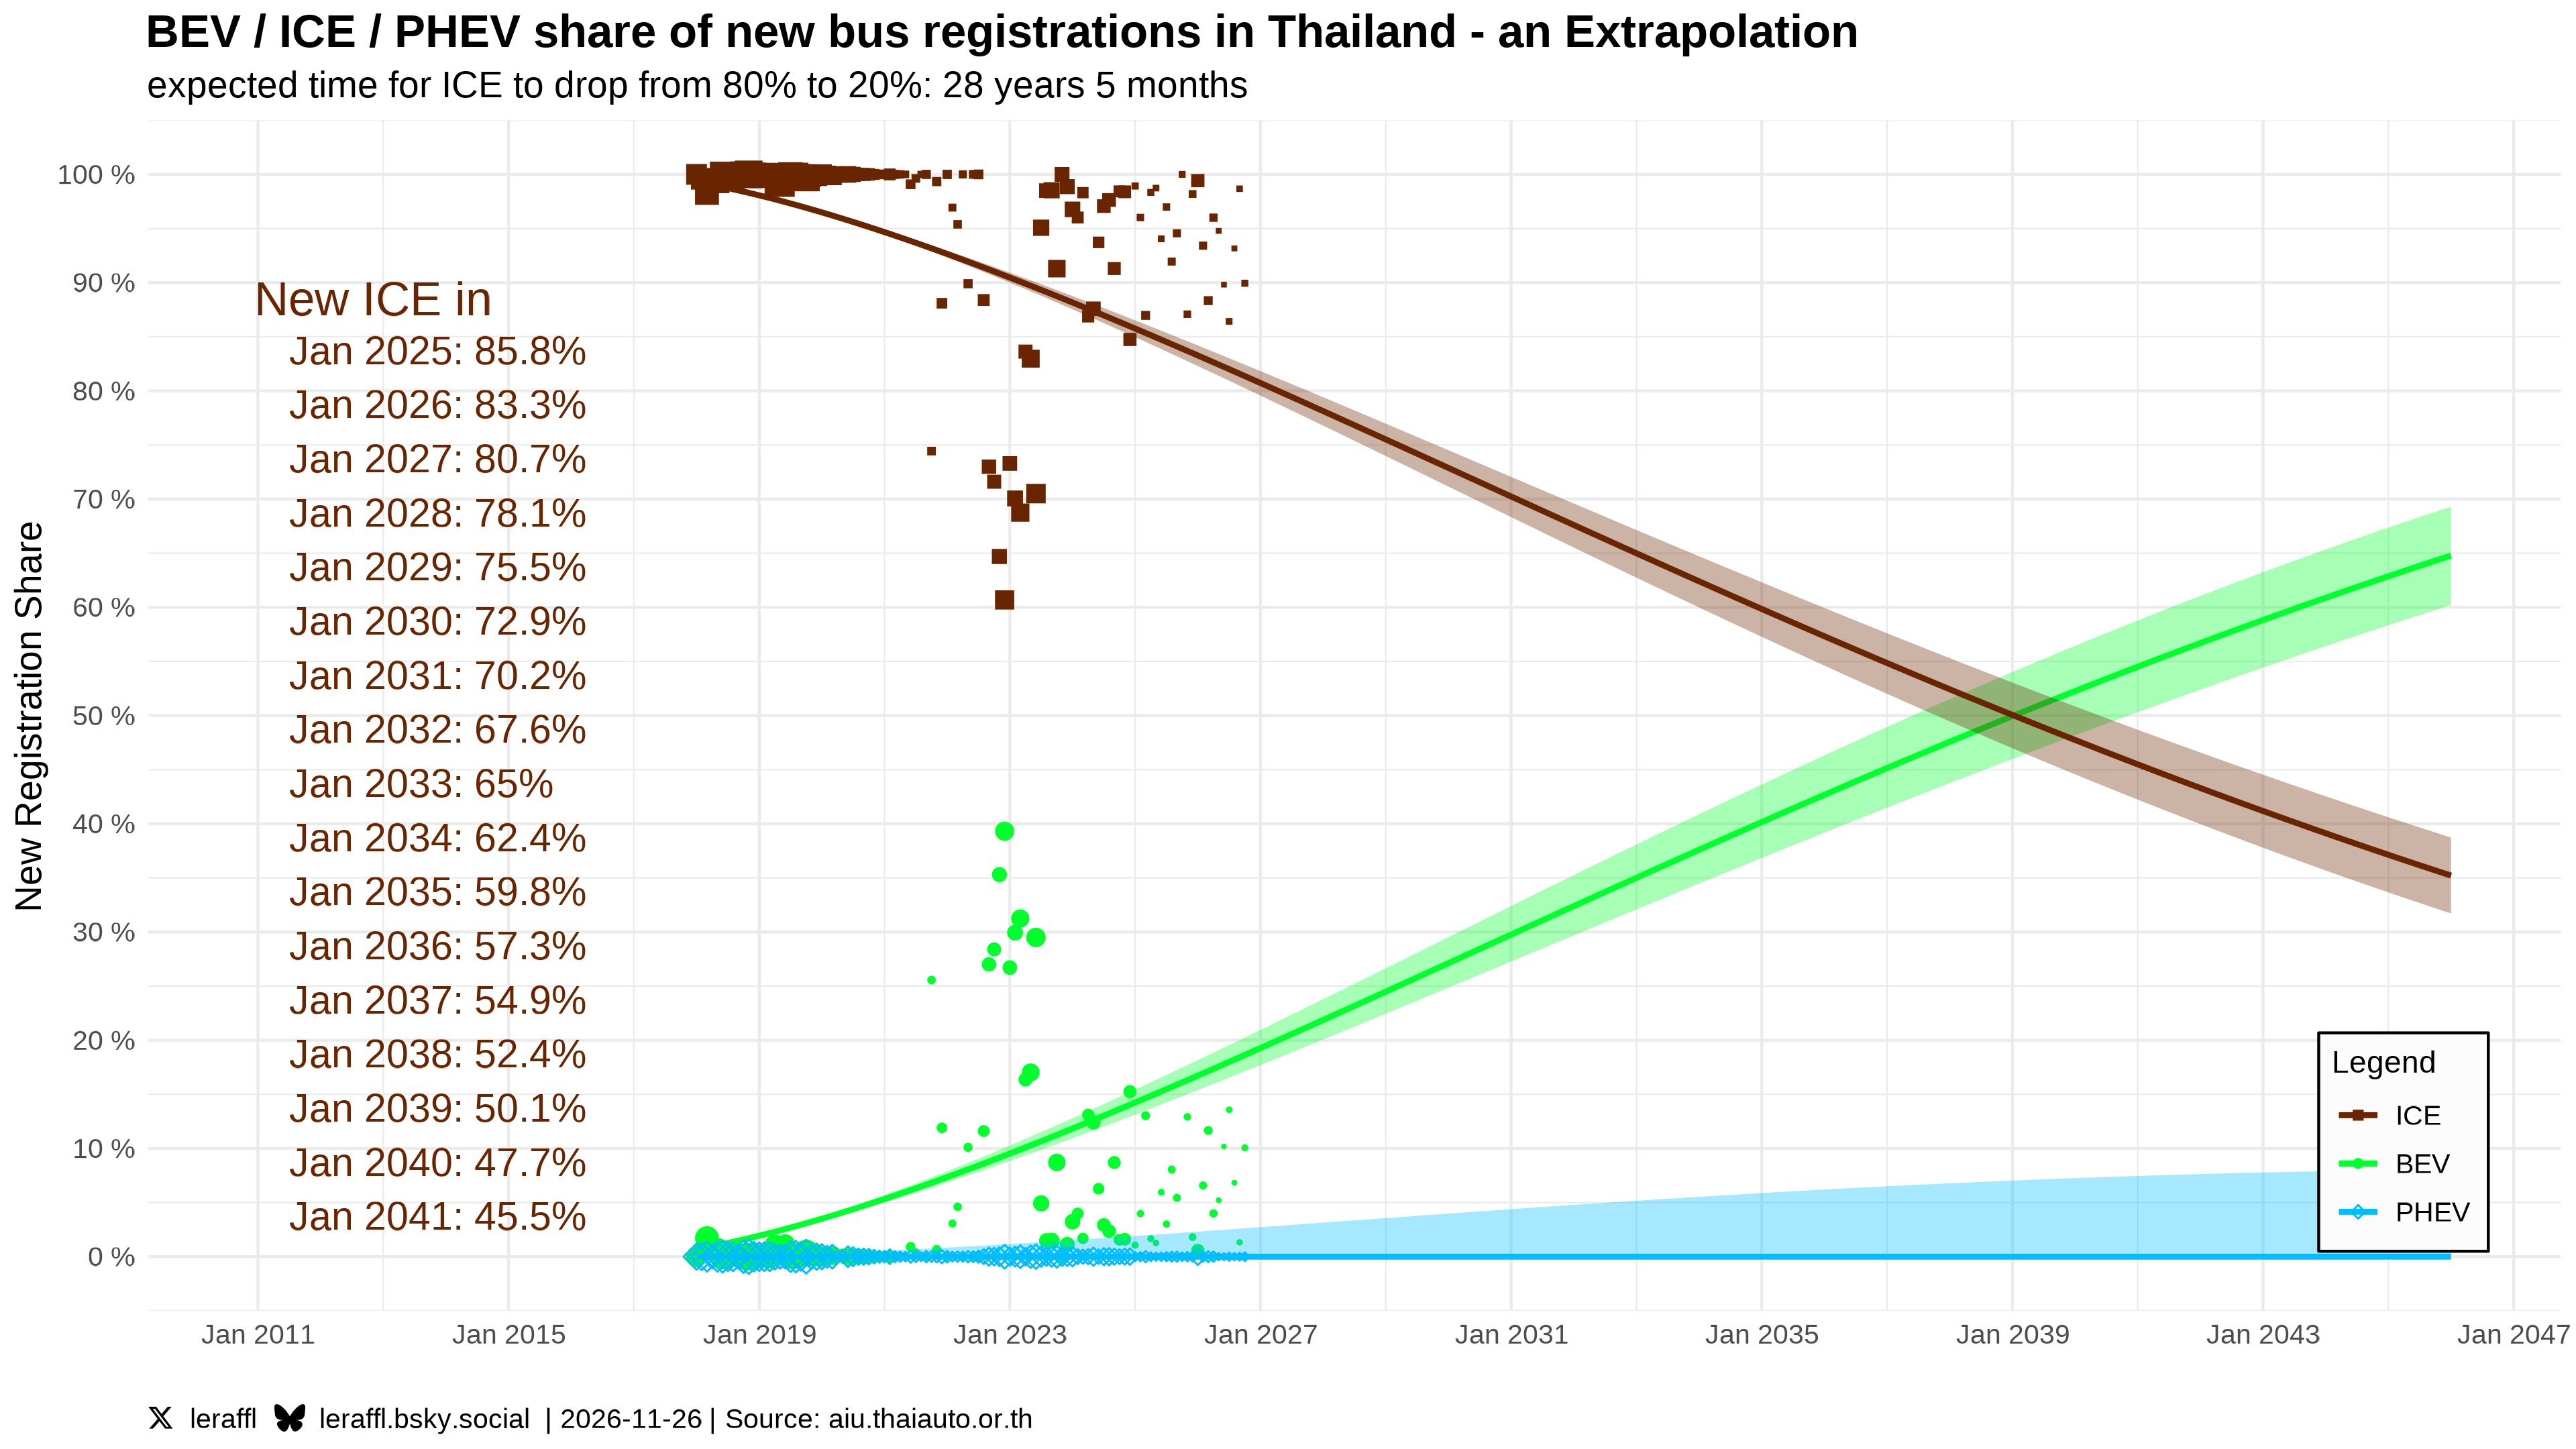 BEV / ICE / PHEV share of new bus registrations in Thailand - an Extrapolation
expected time for ICE to drop from 80% to 20%: 28 years 5 months
New Registration Share
100 %
90 %
80 %
70 %
60 %
50 %
40 %
30 %
20 %
10 %
0 %
New ICE in
Jan 2025: 85.8%
Jan 2026: 83.3%
Jan 2027: 80.7%
Jan 2028: 78.1%
Jan 2029: 75.5%
Jan 2030: 72.9%
Jan 2031: 70.2%
Jan 2032: 67.6%
Jan 2033: 65%
Jan 2034: 62.4%
Jan 2035: 59.8%
Jan 2036: 57.3%
Jan 2037: 54.9%
Jan 2038: 52.4%
Jan 2039: 50.1%
Jan 2040: 47.7%
Jan 2041: 45.5%
Legend
ICE
BEV
PHEV
Jan 2011 Jan 2015 Jan 2019 Jan 2023 Jan 2027 Jan 2031 Jan 2035 Jan 2039 Jan 2043 Jan 2047
leraffl leraffl.bsky.social | 2026-11-26 | Source: aiu.thaiauto.or.th